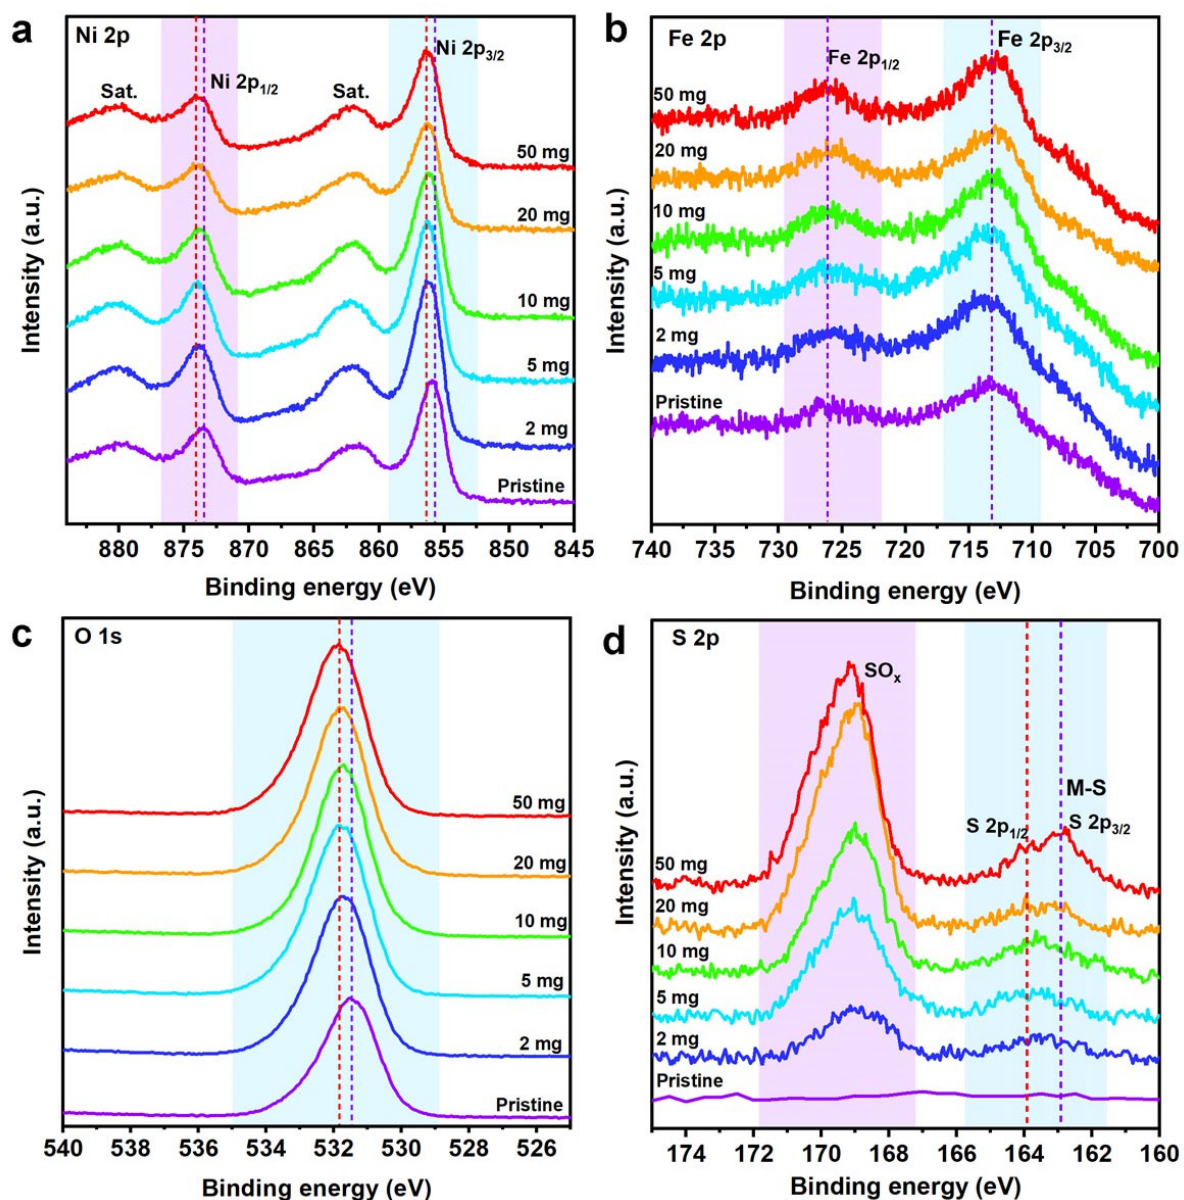 a
Ni 2p
Ni 2p3/2
Ni 2p1/2
Sat.
Sat.
50 mg
20 mg
10 mg
5 mg
2 mg
Pristine
Intensity (a.u.)
880 875 870 865 860 855 850 845
Binding energy (eV)
b
Fe 2p
Fe 2p3/2
Fe 2p1/2
50 mg
20 mg
10 mg
5 mg
2 mg
Pristine
Intensity (a.u.)
740 735 730 725 720 715 710 705 700
Binding energy (eV)
c
O 1s
50 mg
20 mg
10 mg
5 mg
2 mg
Pristine
Intensity (a.u.)
540 538 536 534 532 530 528 526
Binding energy (eV)
d
S 2p
SOx
M-S
S 2p1/2
S 2p3/2
50 mg
20 mg
10 mg
5 mg
2 mg
Pristine
Intensity (a.u.)
174 172 170 168 166 164 162 160
Binding energy (eV)